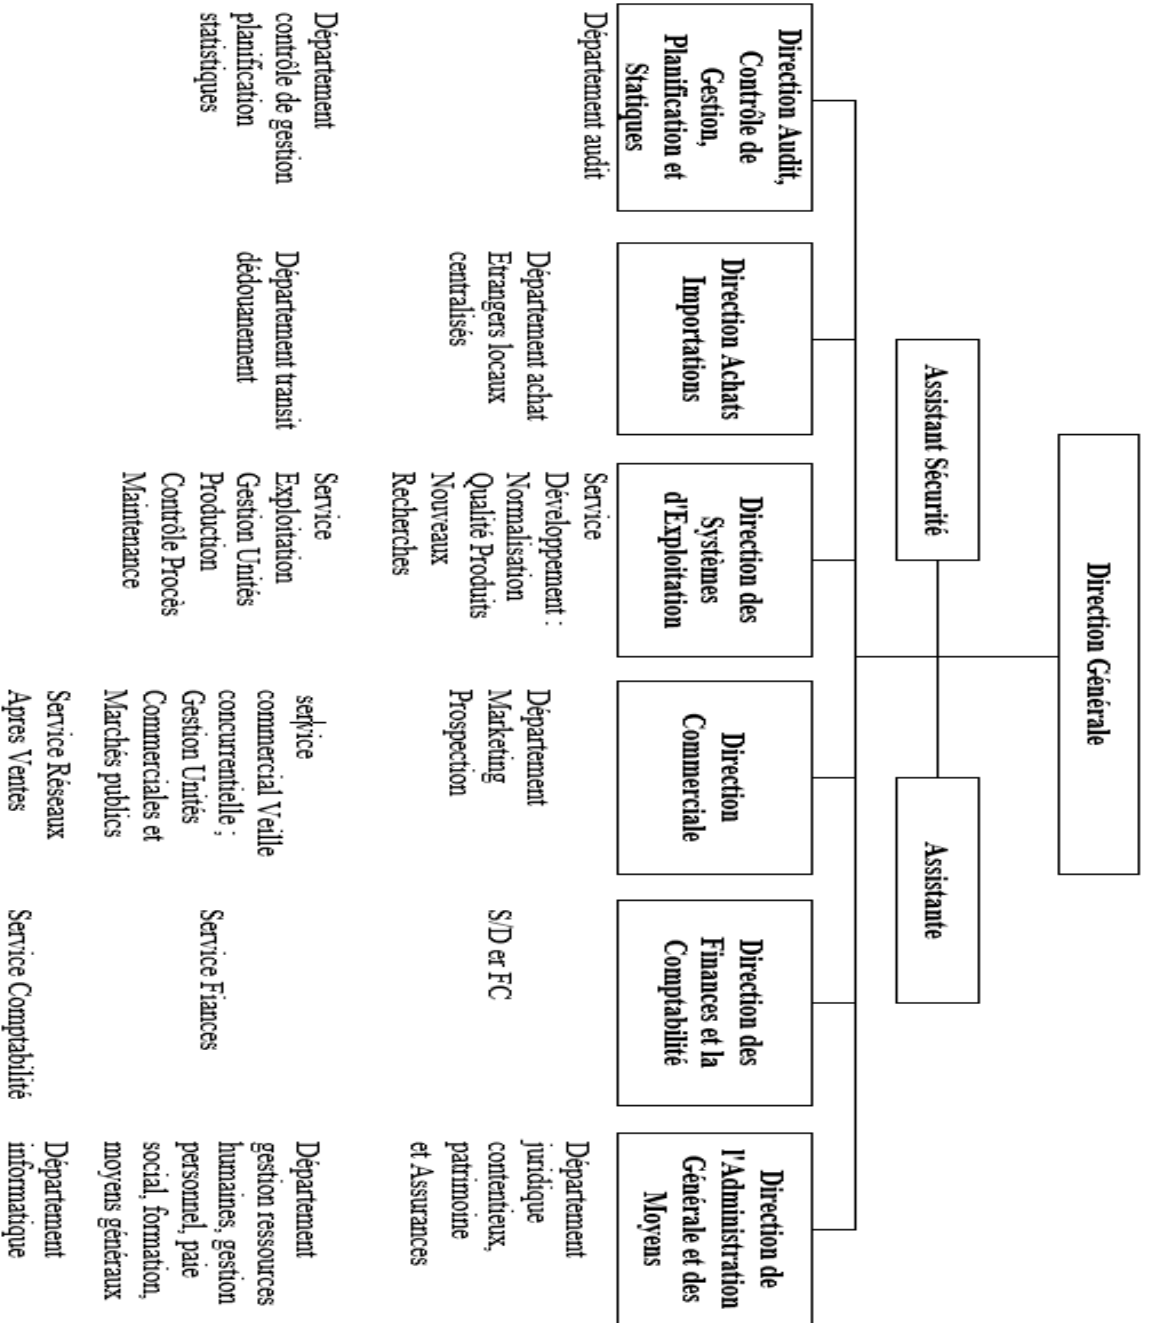 Direction Générale
Assistant Sécurité
Assistante
Direction Audit,
Contrôle de
Gestion,
Planification et
Statiques
Direction Achats
Importations
Direction des
Systèmes
d'Exploitation
Direction
Commerciale
Direction des
Finances et la
Comptabilité
Direction de
l'Administration
Générale et des
Moyens
Département audit
Département
contrôle de gestion
planification
statistiques
Département achat
Etrangers locaux
centralisés
Département transit
dédouanement
Service
Développement :
Normalisation
Qualité Produits
Nouveaux
Recherches
Service
Exploitation
Gestion Unités
Production
Contrôle Procès
Maintenance
Département
Marketing
Prospection
service
commercial Veille
concurrentielle ;
Gestion Unités
Commerciales et
Marchés publics
Service Réseaux
Apres Ventes
S/D er FC
Service Fiances
Service Comptabilité
Département
juridique
contentieux,
patrimoine
et Assurances
Département
gestion ressources
humaines, gestion
personnel, paie
social, formation,
moyens généraux
Département
informatique